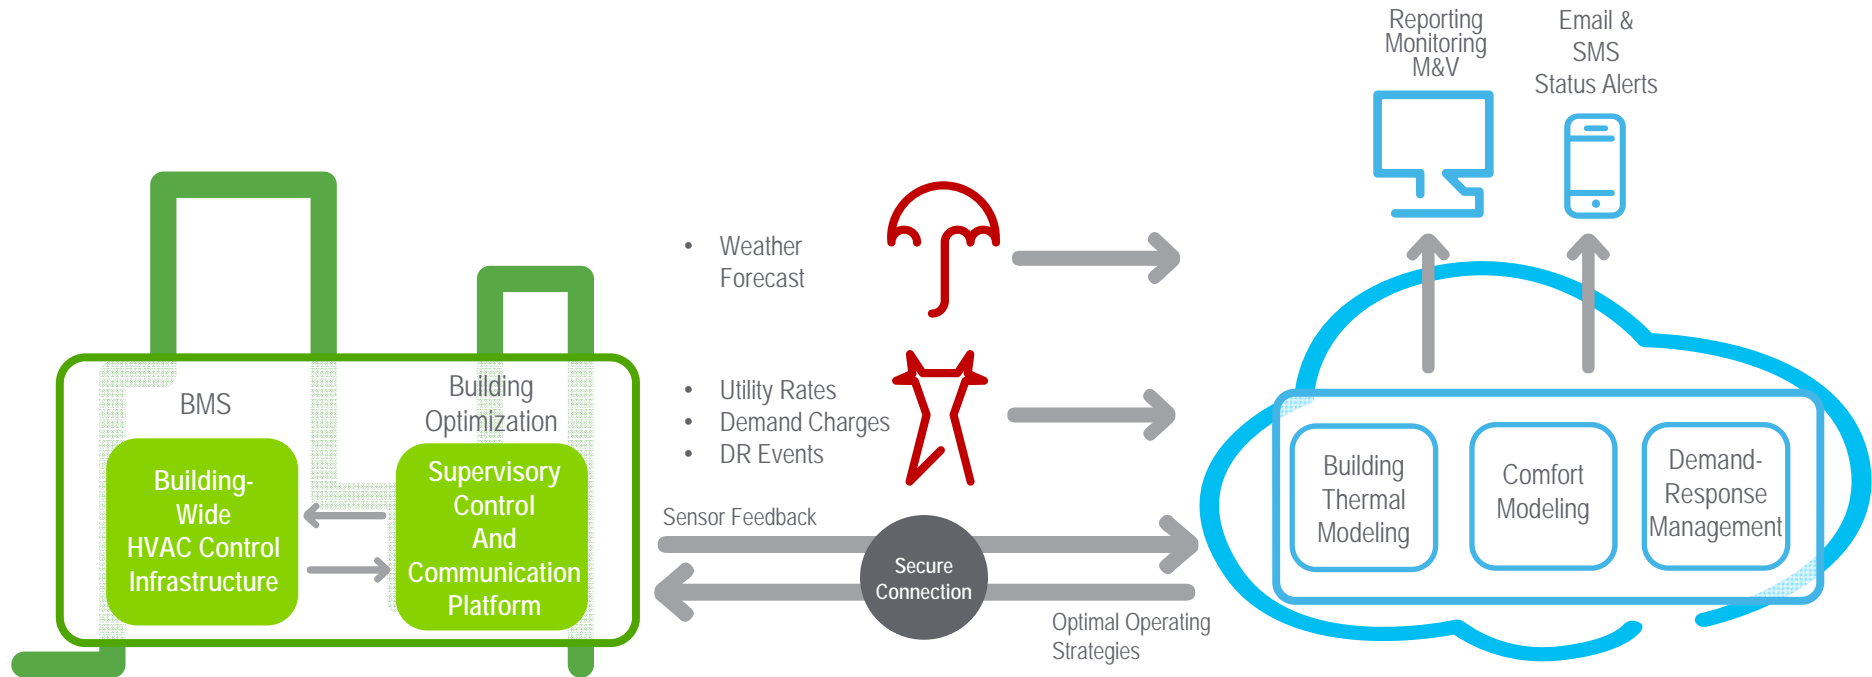 Reporting
Monitoring
M&V
Email &
SMS
Status Alerts
• Weather
Forecast
• Utility Rates
• Demand Charges
• DR Events
BMS
Building
Optimization
Building-
Wide
HVAC Control
Infrastructure
Supervisory
Control
And
Communication
Platform
Sensor Feedback
Secure
Connection
Optimal Operating
Strategies
Building
Thermal
Modeling
Comfort
Modeling
Demand-
Response
Management